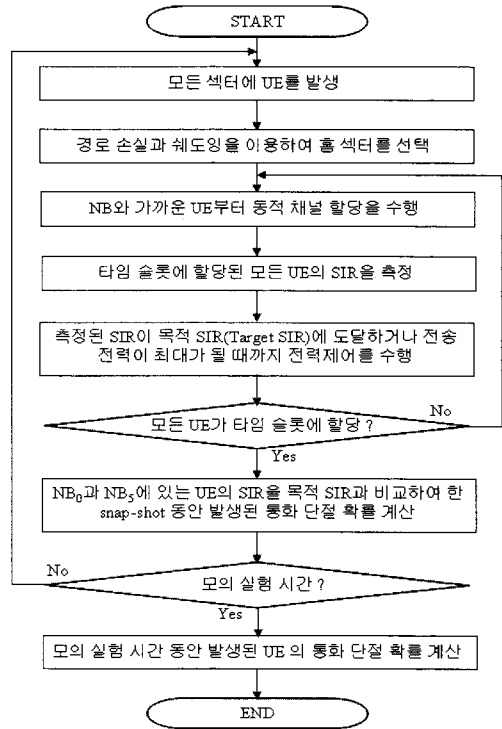 START
모든 섹터에 UE를 발생
경로 손실과 쉐도잉을 이용하여 홈 섹터를 선택
NB와 가까운 UE부터 동적 채널 할당을 수행
타임 슬롯에 할당된 모든 UE의 SIR을 측정
측정된 SIR이 목적 SIR(Target SIR)에 도달하거나 전송
전력이 최대가 될 때까지 전력제어를 수행
모든 UE가 타임 슬롯에 할당 ?
No
Yes
NB₀과 NB₅에 있는 UE의 SIR을 목적 SIR과 비교하여 한
snap-shot 동안 발생된 통화 단절 확률 계산
No
모의 실험 시간 ?
Yes
모의 실험 시간 동안 발생된 UE 의 통화 단절 확률 계산
END